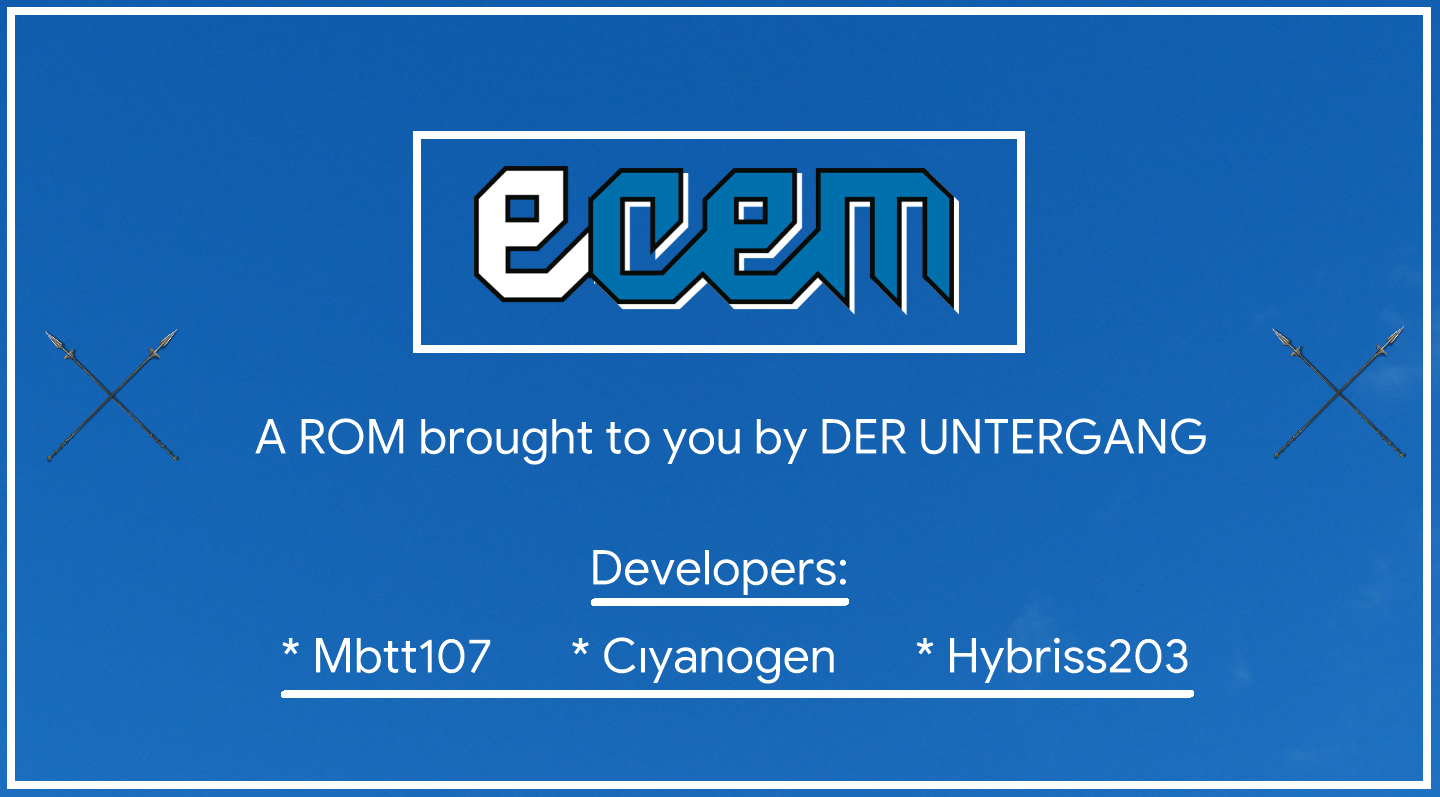 ecem
A ROM brought to you by DER UNTERGANG
Developers:
* Mbtt107 * Cıyanogen * Hybriss203